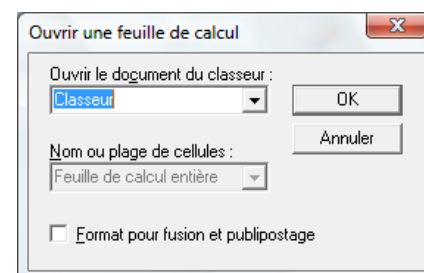 Ouvrir une feuille de calcul
Ouvrir le document du classeur :
Classeur
OK
Annuler
Nom ou plage de cellules :
Feuille de calcul entière
Format pour fusion et publipostage